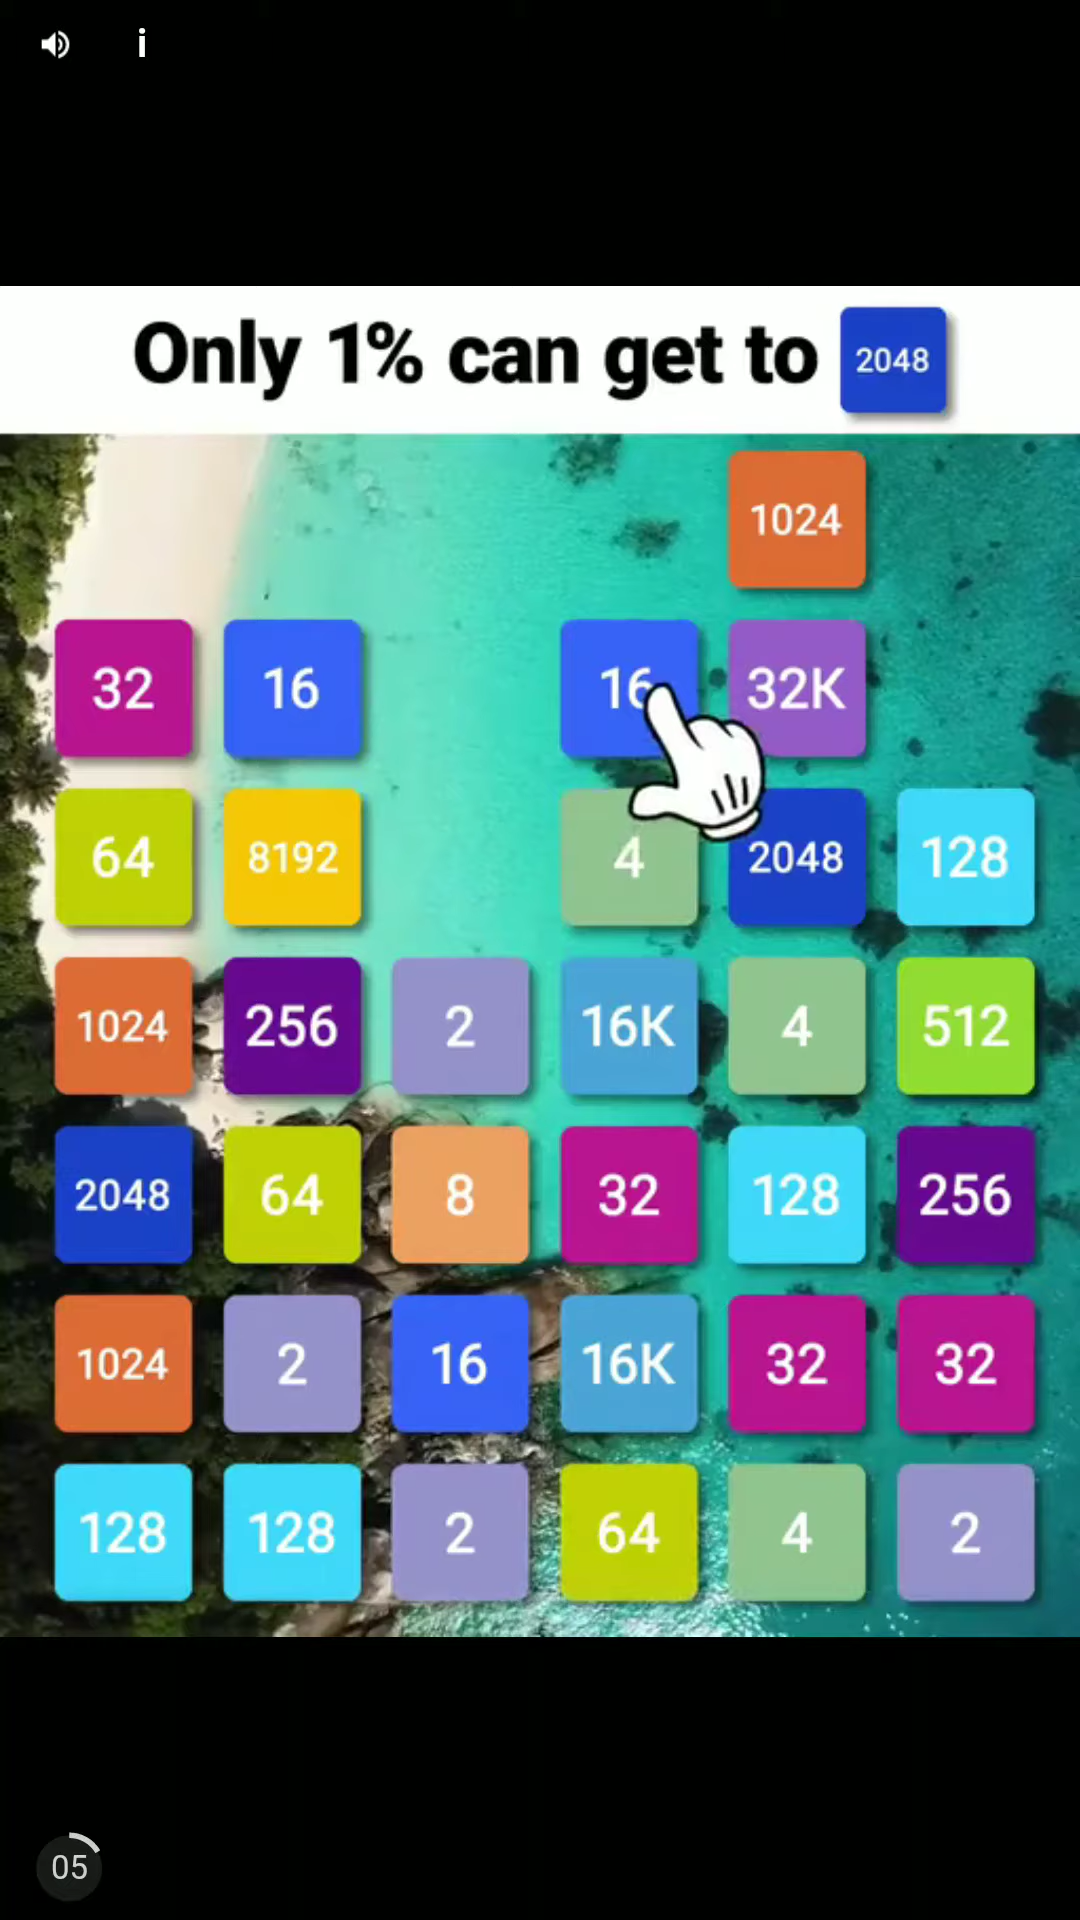 i
Only 1% can get to 2048
1024
32 16 16 32K
64 8192 4 2048 128
1024 256 2 16K 4 512
2048 64 8 32 128 256
1024 2 16 16K 32 32
128 128 2 64 4 2
05